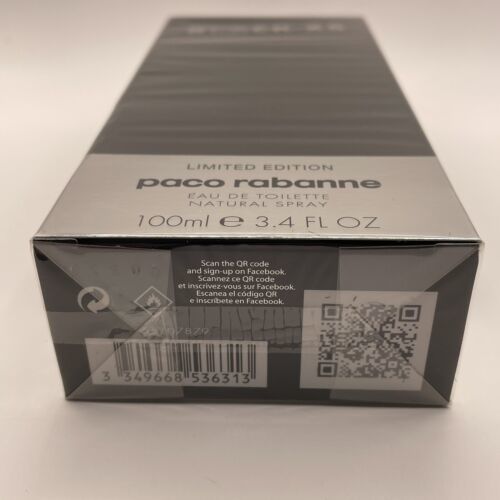 BLACK XS
LIMITED EDITION
paco rabanne
EAU DE TOILETTE
NATURAL SPRAY
100ml e 3.4 FL OZ
Scan the QR code
and sign-up on Facebook.
Scannez ce QR code
et inscrivez-vous sur Facebook.
Escanea el código QR
e inscríbete en Facebook.
3 349668 536313